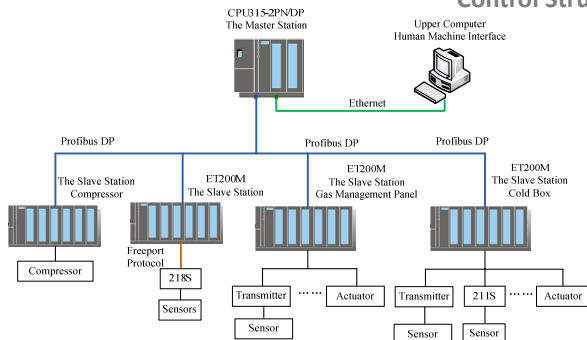 Control Stru
CPU315-2PN/DP
The Master Station
Upper Computer
Human Machine Interface
Ethernet
Profibus DP
Profibus DP
Profibus DP
The Slave Station
Compressor
ET200M
The Slave Station
ET200M
The Slave Station
Gas Management Panel
ET200M
The Slave Station
Cold Box
Freeport
Protocol
Compressor
218S
Sensors
Transmitter
······
Actuator
Sensor
Transmitter
211S
······
Actuator
Sensor
Sensor